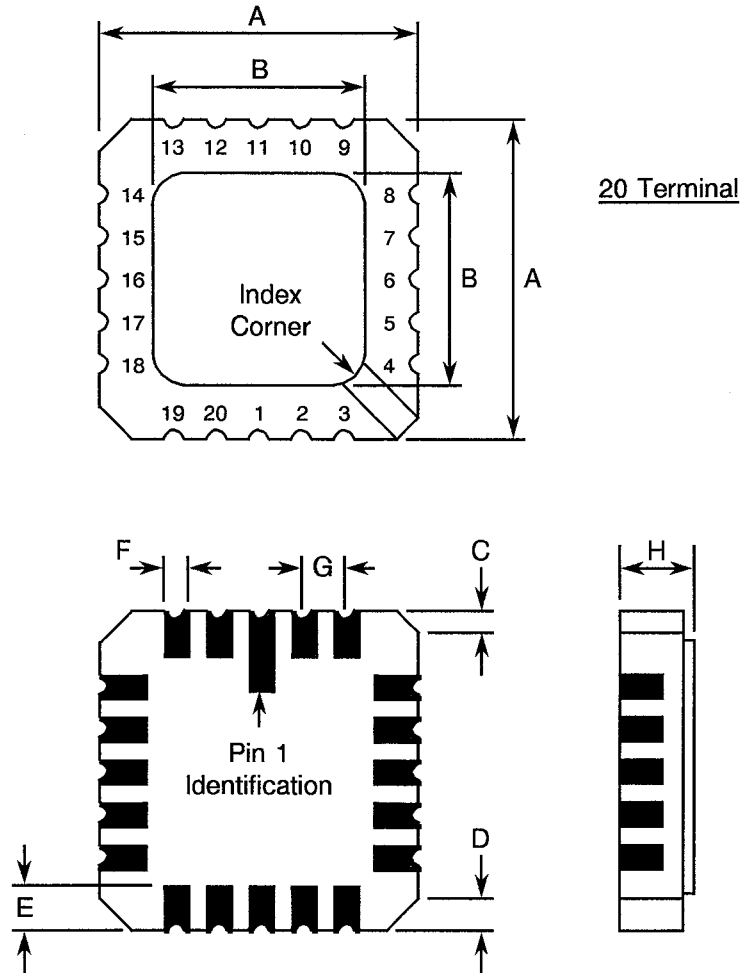 A
B
13 12 11 10 9
14
15
16
17
18
8
7
6
5
4
19 20 1 2 3
Index
Corner
B
A
20 Terminal
F
G
C
H
Pin 1
Identification
D
E